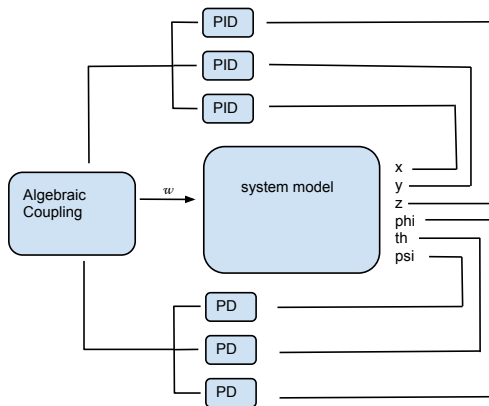 PID
PID
PID
Algebraic
Coupling
w
system model
x
y
z
phi
th
psi
PD
PD
PD